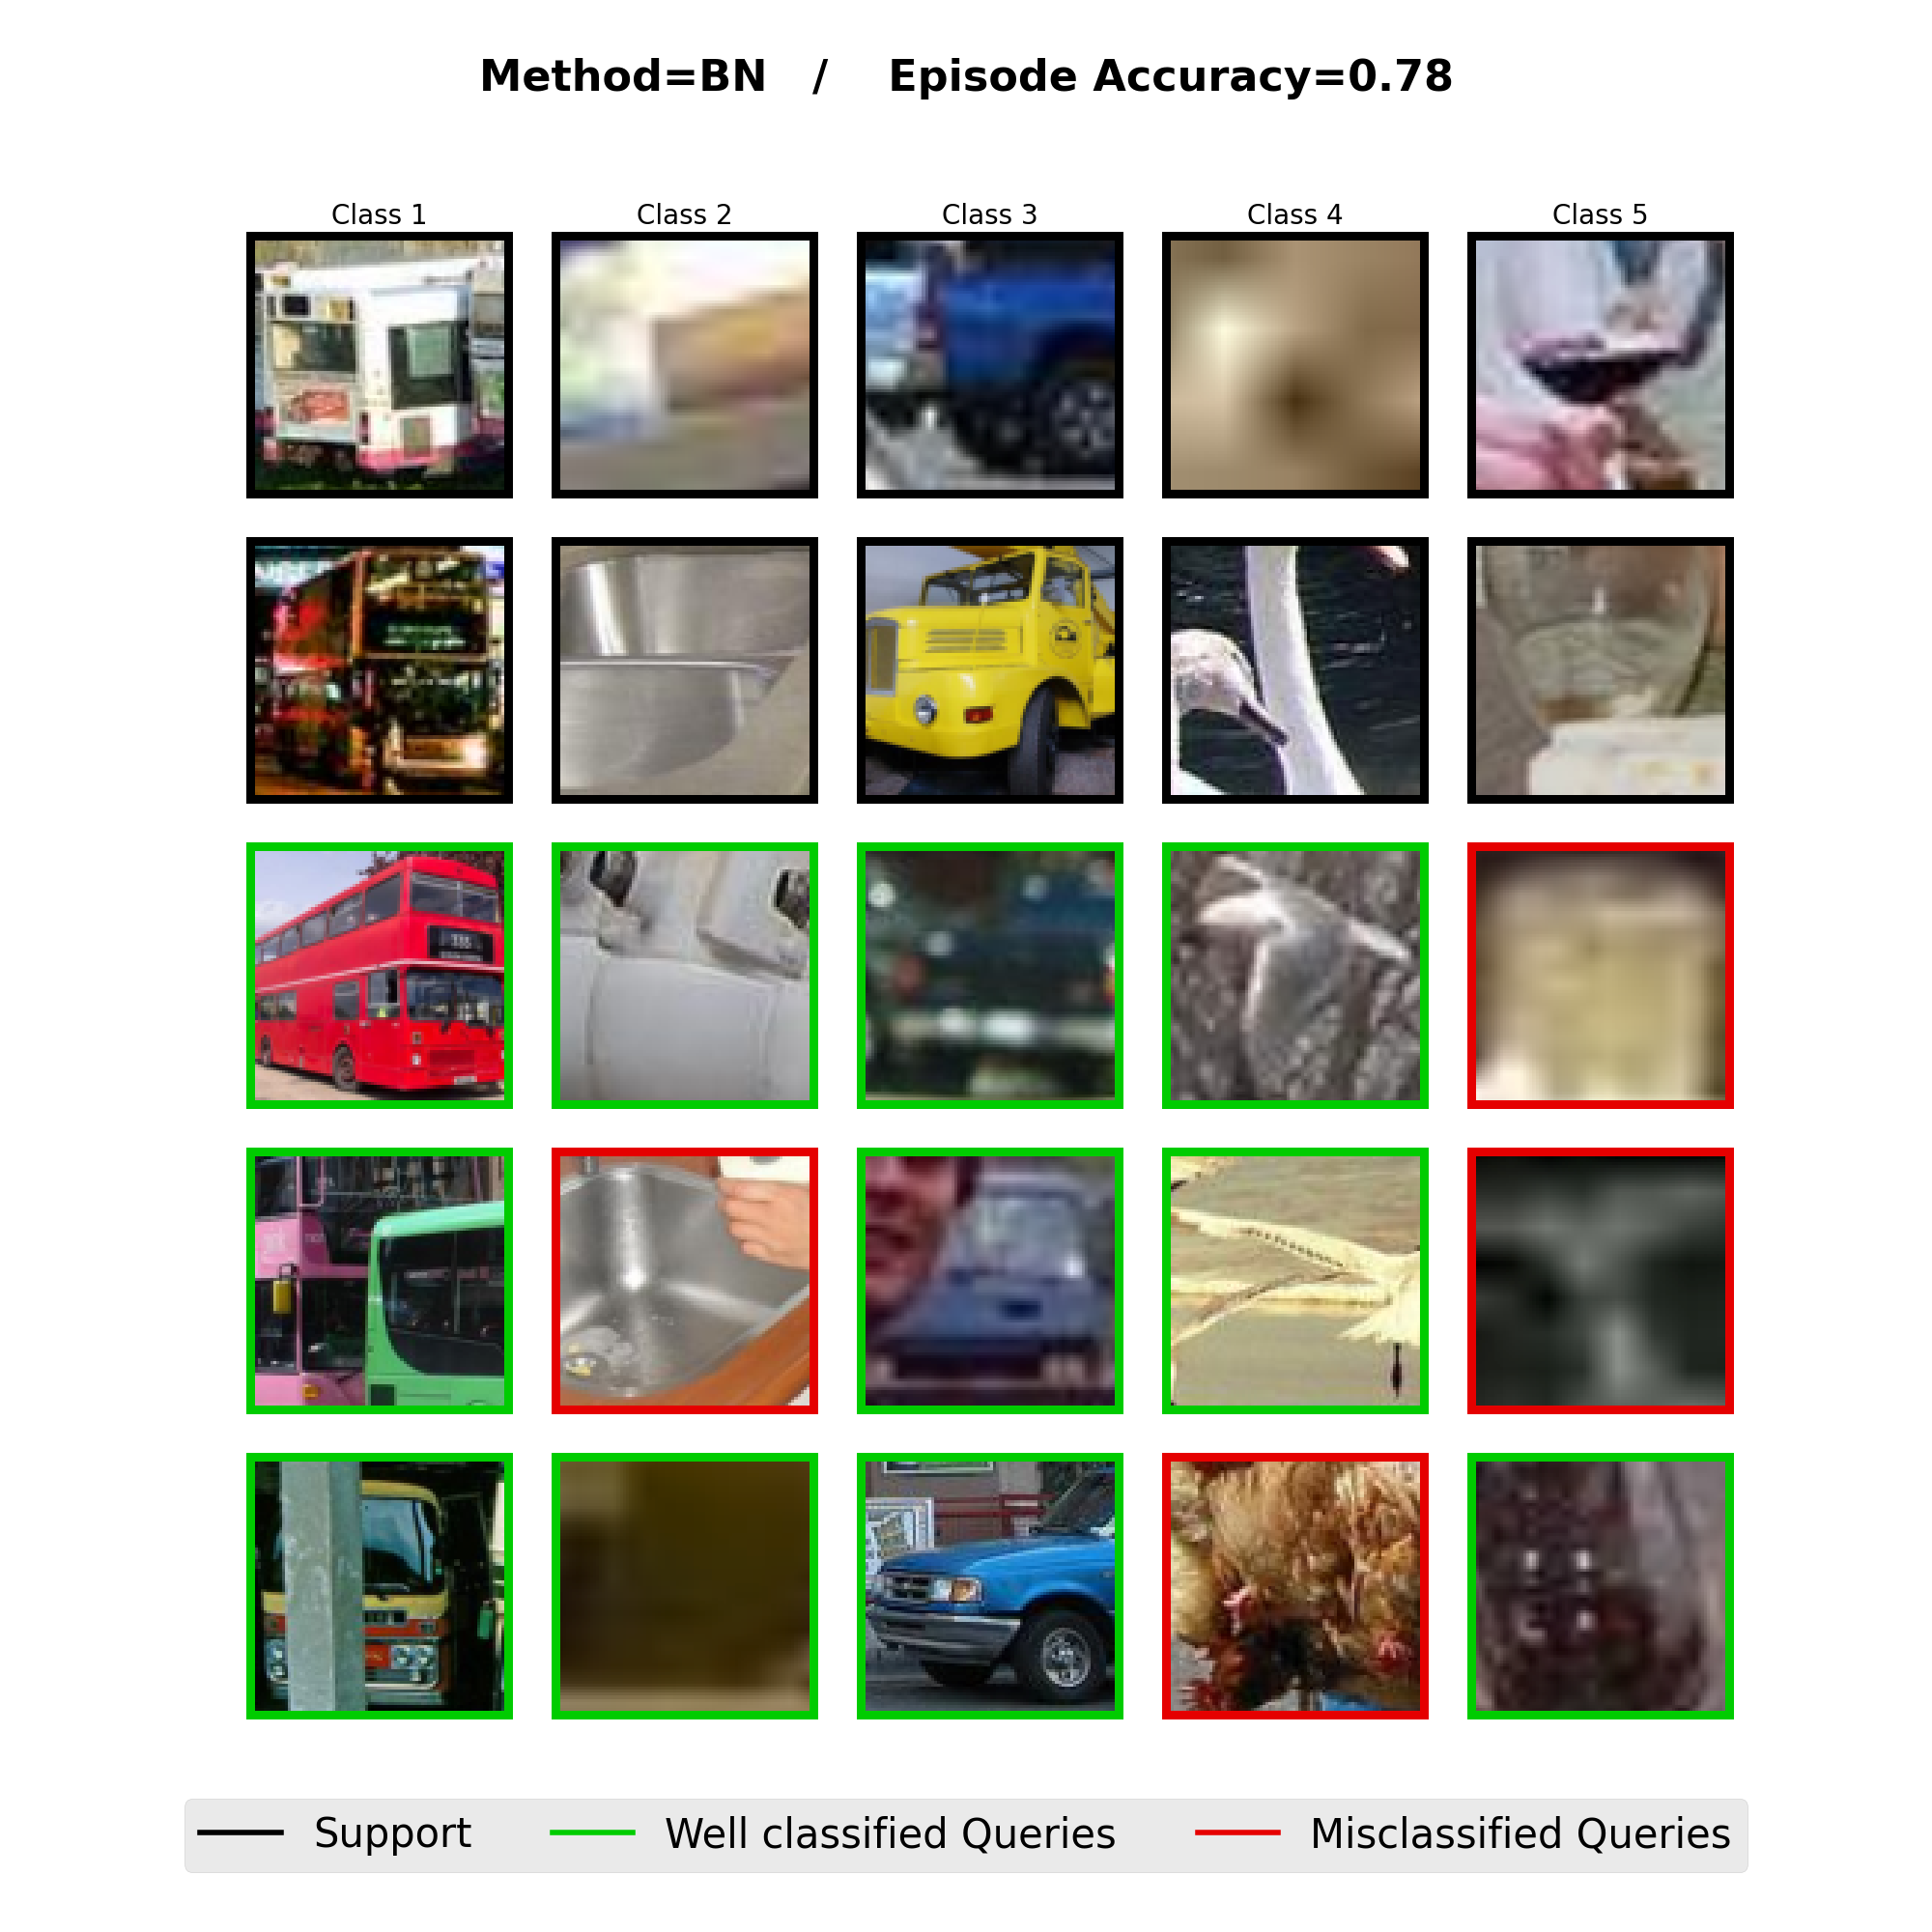 Method=BN / Episode Accuracy=0.78
Class 1 Class 2 Class 3 Class 4 Class 5
Support Well classified Queries Misclassified Queries